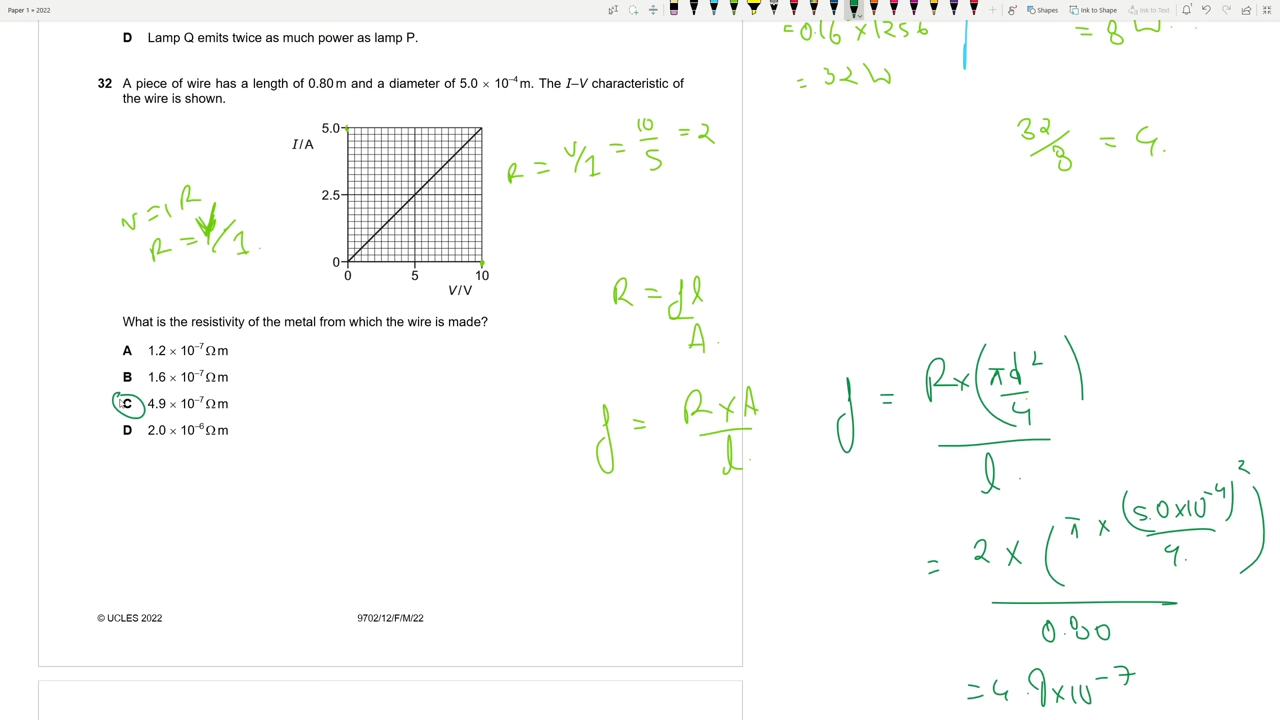 Paper 1 » 2022
Shapes
Ink to Shape
Ink to Text
D Lamp Q emits twice as much power as lamp P.
= 0.16 × 1256
= 32 W
= 8 W.
32/8 = 4.
32 A piece of wire has a length of 0.80 m and a diameter of 5.0 × 10⁻⁴ m. The I–V characteristic of
the wire is shown.
I/A
5.0
2.5
0
0 5 10
V/V
V = IR
R = V/I.
R = V/I = 10/5 = 2
R = ρl/A.
ρ = R×A/l.
ρ = R×(πd²/4)/l.
= 2 × (π × (5.0×10⁻⁴)²/4.)/0.80
= 4.9×10⁻⁷
What is the resistivity of the metal from which the wire is made?
A 1.2 × 10⁻⁷ Ω m
B 1.6 × 10⁻⁷ Ω m
C 4.9 × 10⁻⁷ Ω m
D 2.0 × 10⁻⁶ Ω m
© UCLES 2022
9702/12/F/M/22